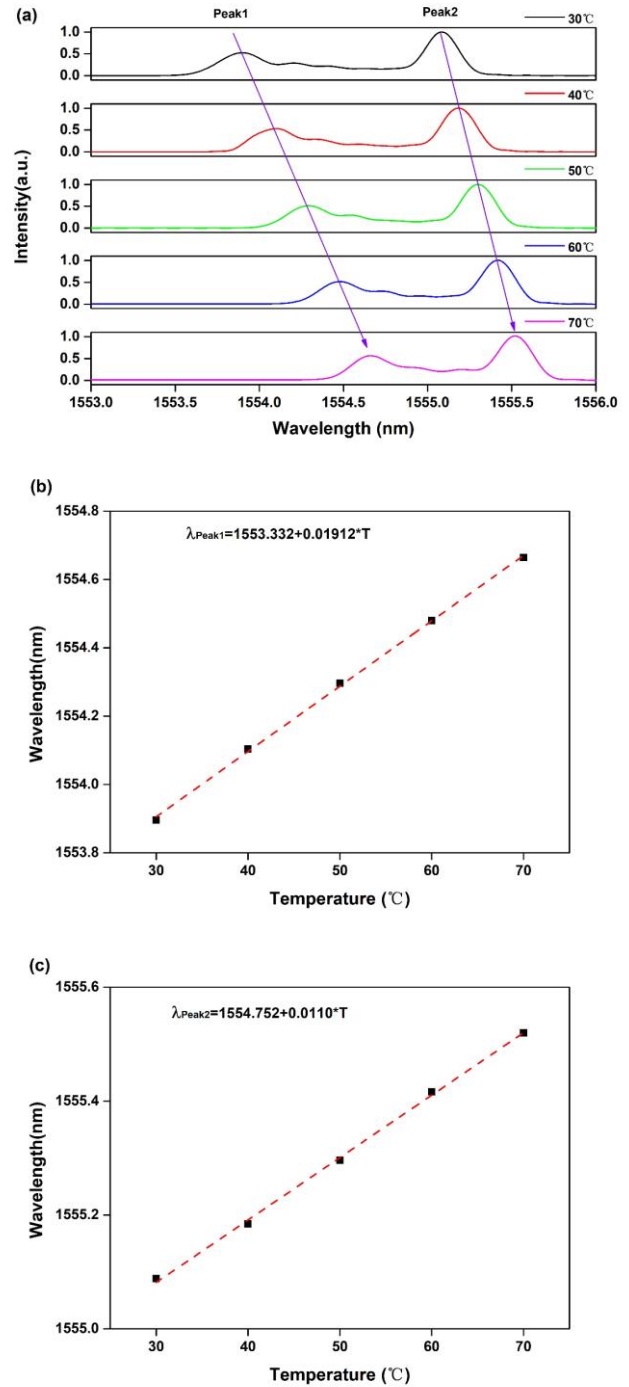 (a)
Peak1 Peak2
30℃
1.0
0.5
0.0
40℃
1.0
0.5
0.0
50℃
1.0
0.5
0.0
60℃
1.0
0.5
0.0
70℃
1.0
0.5
0.0
Intensity(a.u.)
1553.0 1553.5 1554.0 1554.5 1555.0 1555.5 1556.0
Wavelength (nm)
(b)
1554.8
λPeak1=1553.332+0.01912*T
1554.6
1554.4
1554.2
1554.0
1553.8
Wavelength(nm)
30 40 50 60 70
Temperature (℃)
(c)
1555.6
λPeak2=1554.752+0.0110*T
1555.4
1555.2
1555.0
Wavelength(nm)
30 40 50 60 70
Temperature (℃)